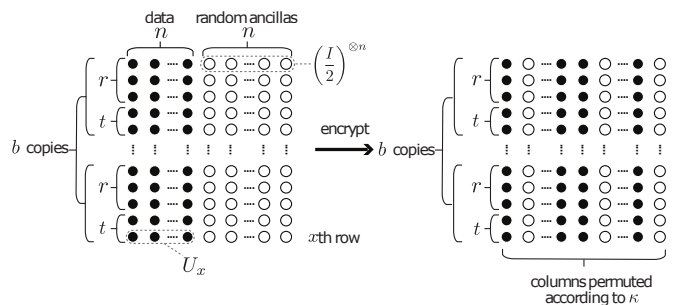 data random ancillas
n n
(I/2)^{⊗n}
r r
t t
encrypt
b copies b copies
r r
t t
xth row
U_x
columns permuted
according to κ